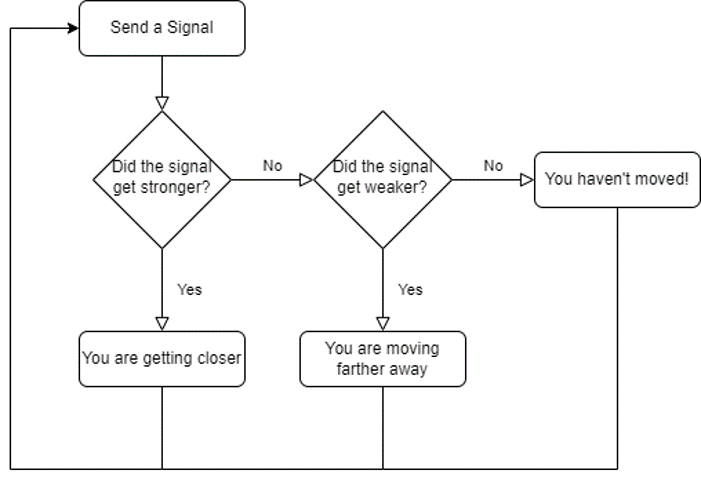 Send a Signal
Did the signal
get stronger?
No
Did the signal
get weaker?
No
You haven't moved!
Yes
Yes
You are getting closer
You are moving
farther away